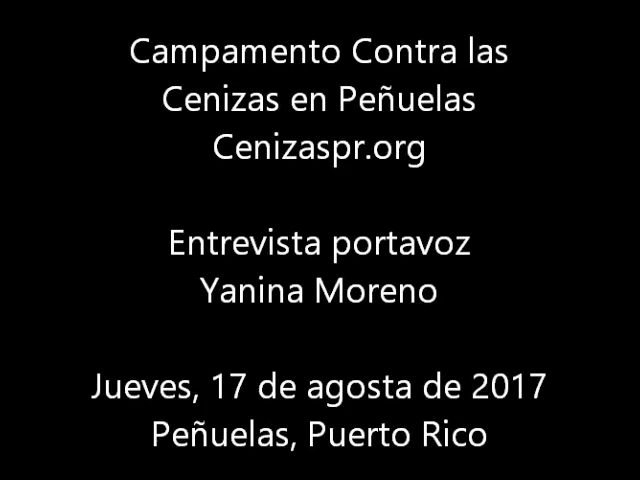 Campamento Contra las
Cenizas en Peñuelas
Cenizaspr.org
Entrevista portavoz
Yanina Moreno
Jueves, 17 de agosta de 2017
Peñuelas, Puerto Rico